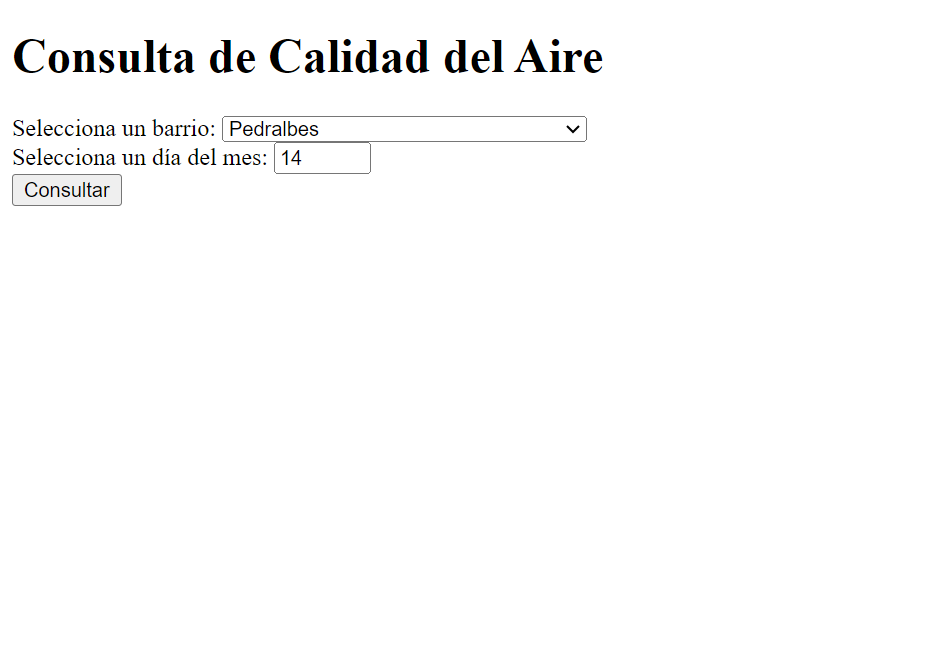 Consulta de Calidad del Aire
Selecciona un barrio: Pedralbes
Selecciona un día del mes: 14
Consultar